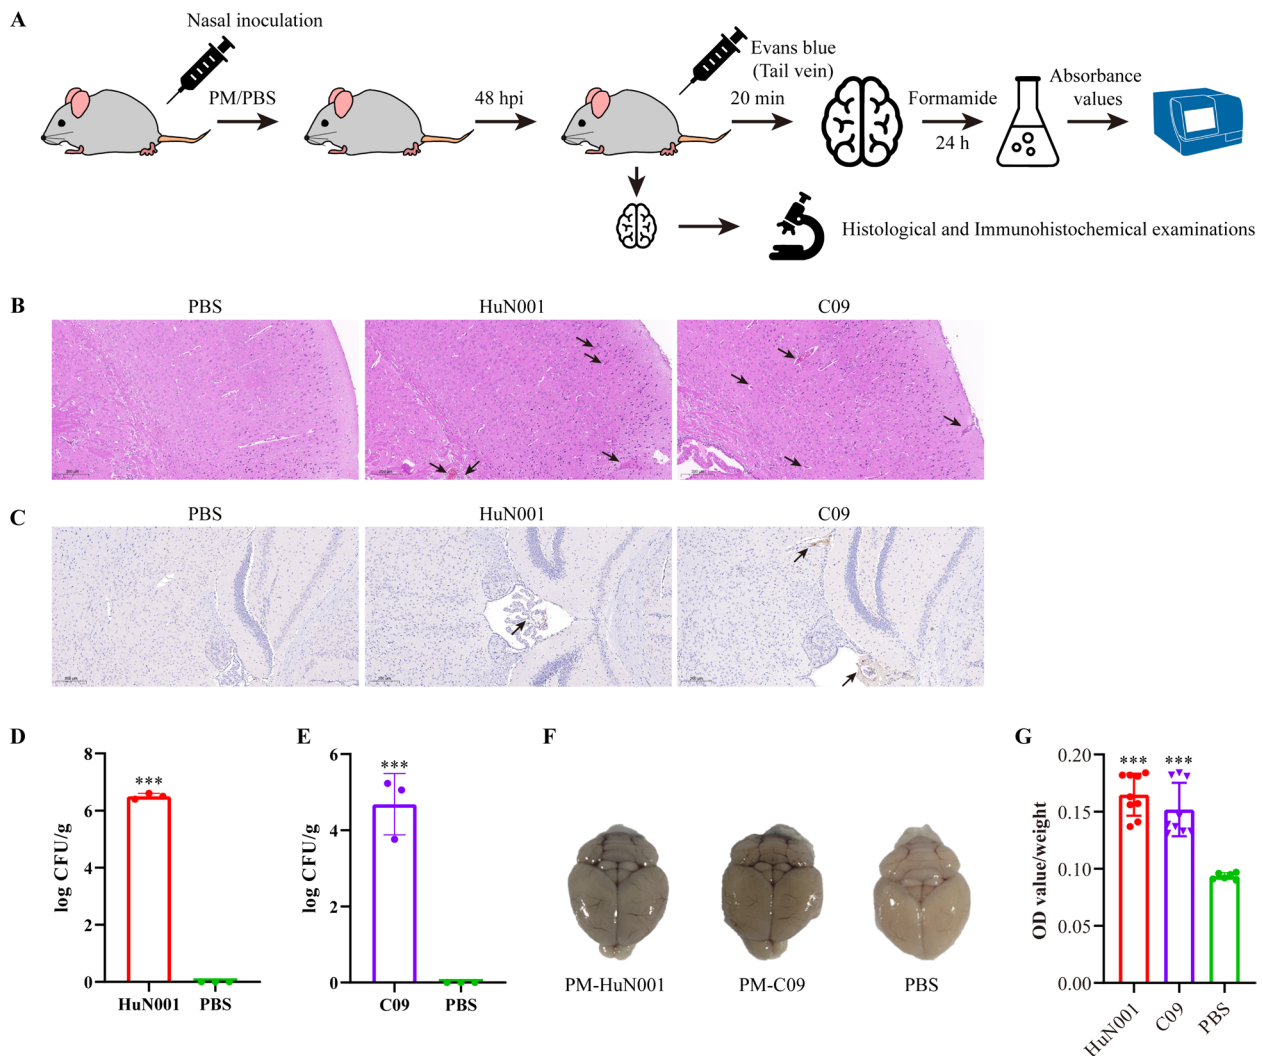 A
Nasal inoculation
PM/PBS
48 hpi
Evans blue
(Tail vein)
20 min
Formamide
24 h
Absorbance
values
Histological and Immunohistochemical examinations
B
PBS
HuN001
C09
C
PBS
HuN001
C09
D
log CFU/g
8
6
4
2
0
***
HuN001
PBS
E
log CFU/g
6
4
2
0
***
C09
PBS
F
PM-HuN001
PM-C09
PBS
G
OD value/weight
0.20
0.15
0.10
0.05
0.00
***
***
HuN001
C09
PBS